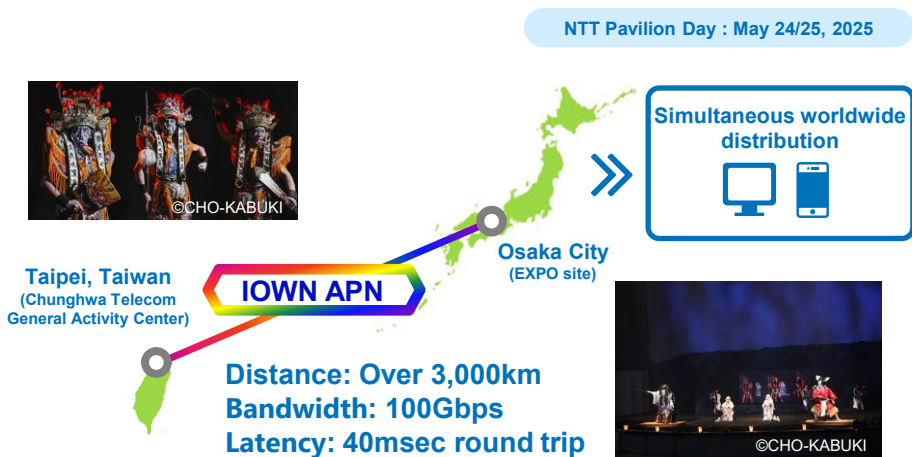 NTT Pavilion Day : May 24/25, 2025
©CHO-KABUKI
Simultaneous worldwide
distribution
Taipei, Taiwan
(Chunghwa Telecom
General Activity Center)
IOWN APN
Osaka City
(EXPO site)
Distance: Over 3,000km
Bandwidth: 100Gbps
Latency: 40msec round trip
©CHO-KABUKI